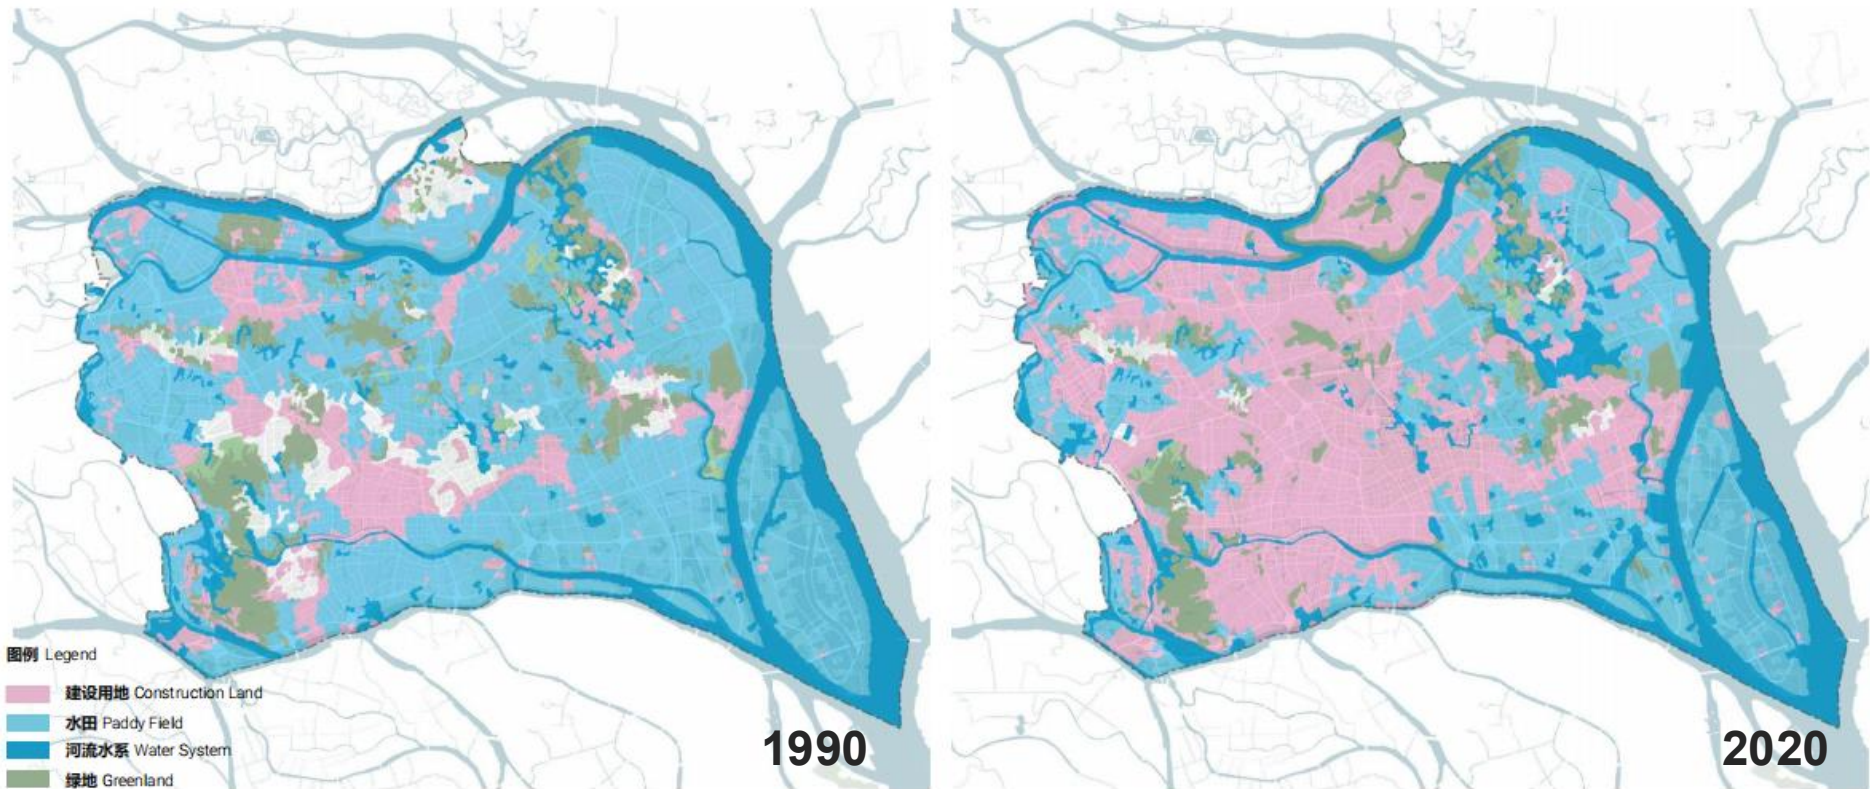 图例 Legend
建设用地 Construction Land
水田 Paddy Field
河流水系 Water System
绿地 Greenland
1990
2020